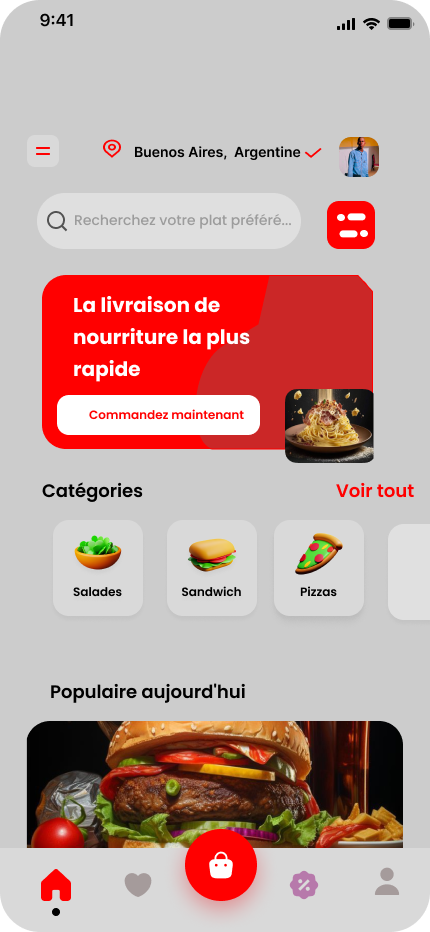 9:41
Buenos Aires, Argentine
Recherchez votre plat préféré...
La livraison de
nourriture la plus
rapide
Commandez maintenant
Catégories
Voir tout
Salades
Sandwich
Pizzas
Populaire aujourd'hui